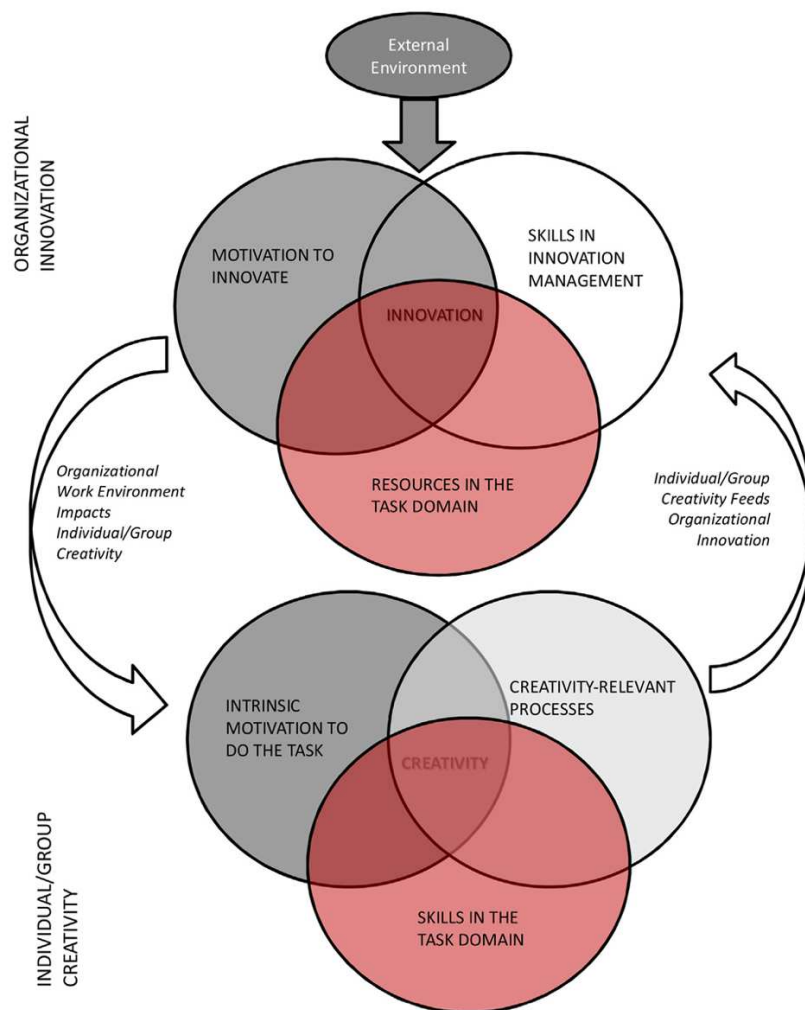 External
Environment
ORGANIZATIONAL
INNOVATION
MOTIVATION TO
INNOVATE
SKILLS IN
INNOVATION
MANAGEMENT
INNOVATION
RESOURCES IN THE
TASK DOMAIN
Organizational
Work Environment
Impacts
Individual/Group
Creativity
Individual/Group
Creativity Feeds
Organizational
Innovation
INTRINSIC
MOTIVATION TO
DO THE TASK
CREATIVITY-RELEVANT
PROCESSES
CREATIVITY
SKILLS IN THE
TASK DOMAIN
INDIVIDUAL/GROUP
CREATIVITY